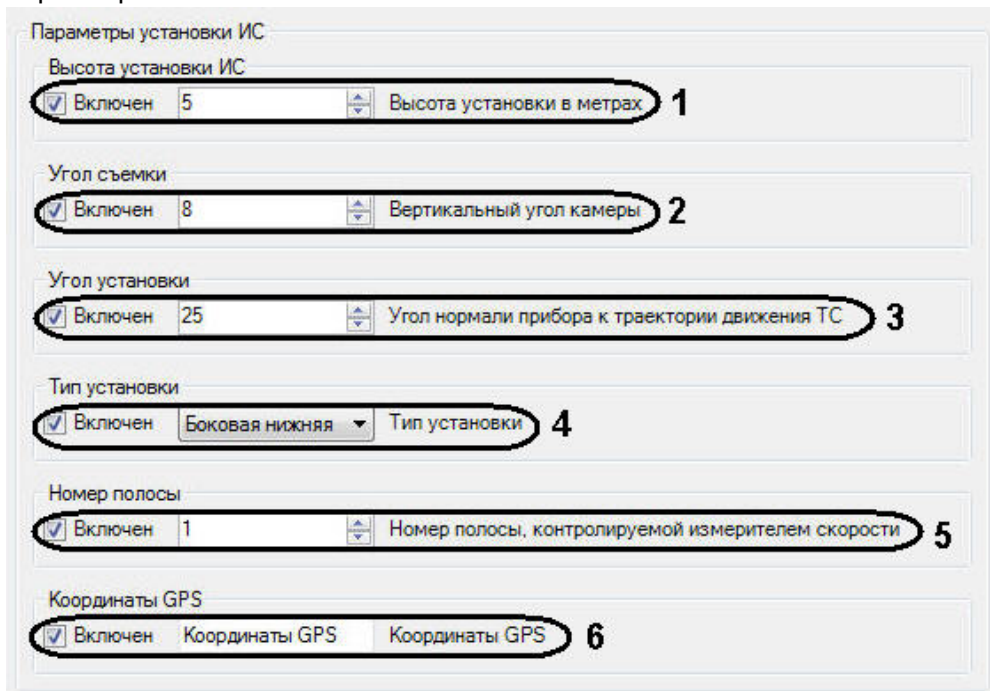 Параметры установки ИС
Высота установки ИС
Включен 5 Высота установки в метрах 1
Угол съемки
Включен 8 Вертикальный угол камеры 2
Угол установки
Включен 25 Угол нормали прибора к траектории движения ТС 3
Тип установки
Включен Боковая нижняя Тип установки 4
Номер полосы
Включен 1 Номер полосы, контролируемой измерителем скорости 5
Координаты GPS
Включен Координаты GPS Координаты GPS 6